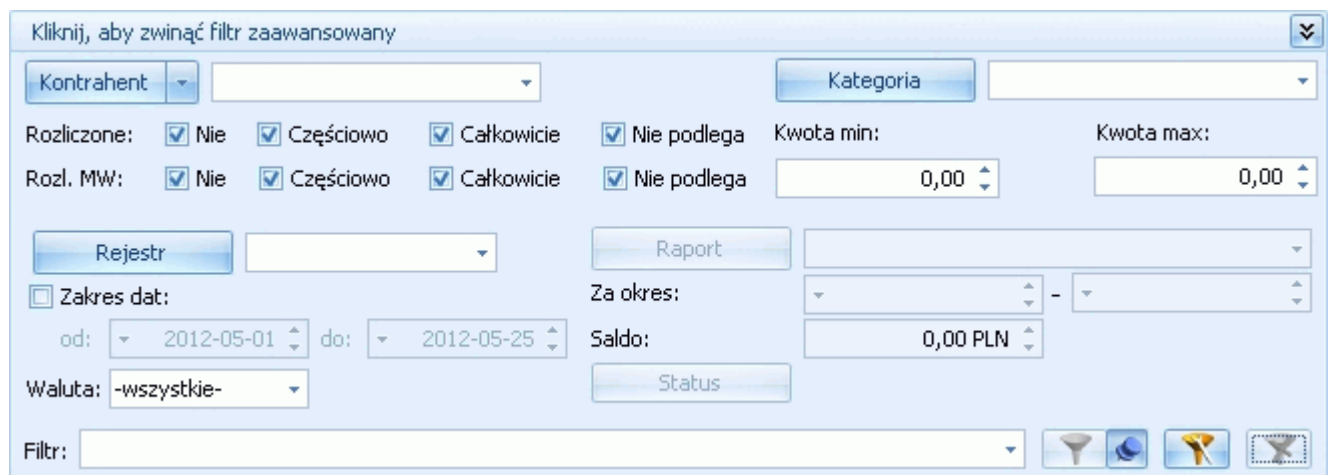 Kliknij, aby zwinąć filtr zaawansowany
Kontrahent Kategoria
Rozliczone: Nie Częściowo Całkowicie Nie podlega Kwota min: Kwota max:
Rozl. MW: Nie Częściowo Całkowicie Nie podlega 0,00 0,00
Rejestr Raport
Zakres dat: Za okres: -
od: 2012-05-01 do: 2012-05-25 Saldo: 0,00 PLN
Waluta: -wszystkie- Status
Filtr: